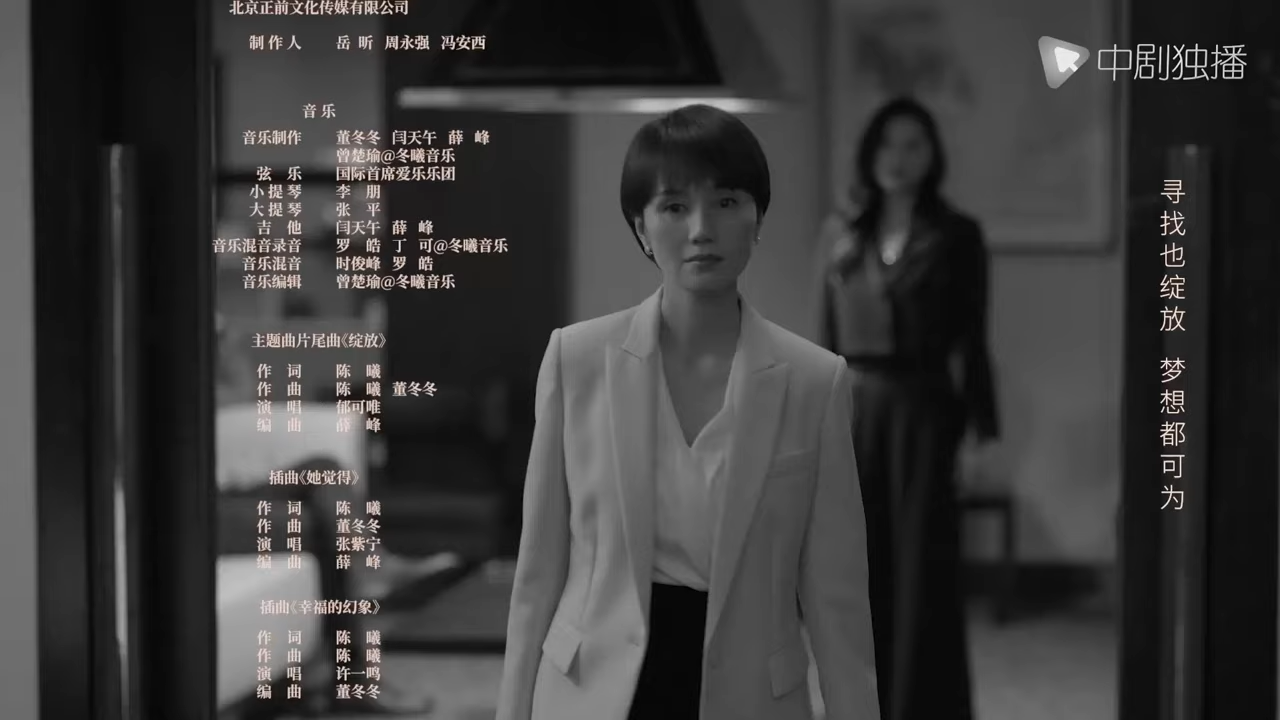 北京正前文化传媒有限公司
制作人 岳 昕 周永强 冯安西
音乐
音乐制作 董冬冬 闫天午 薛 峰
曾楚瑜@冬曦音乐
弦 乐 国际首席爱乐乐团
小提琴 李 朋
大提琴 张 平
吉 他 闫天午 薛 峰
音乐混音录音 罗 皓 丁 可@冬曦音乐
音乐混音 时俊峰 罗 皓
音乐编辑 曾楚瑜@冬曦音乐
主题曲片尾曲《绽放》
作 词 陈 曦
作 曲 陈 曦 董冬冬
演 唱 郁可唯
编 曲 薛 峰
插曲《她觉得》
作 词 陈 曦
作 曲 董冬冬
演 唱 张紫宁
编 曲 薛 峰
插曲《幸福的幻象》
作 词 陈 曦
作 曲 陈 曦
演 唱 许一鸣
编 曲 董冬冬
中剧独播
寻找也绽放 梦想都可为